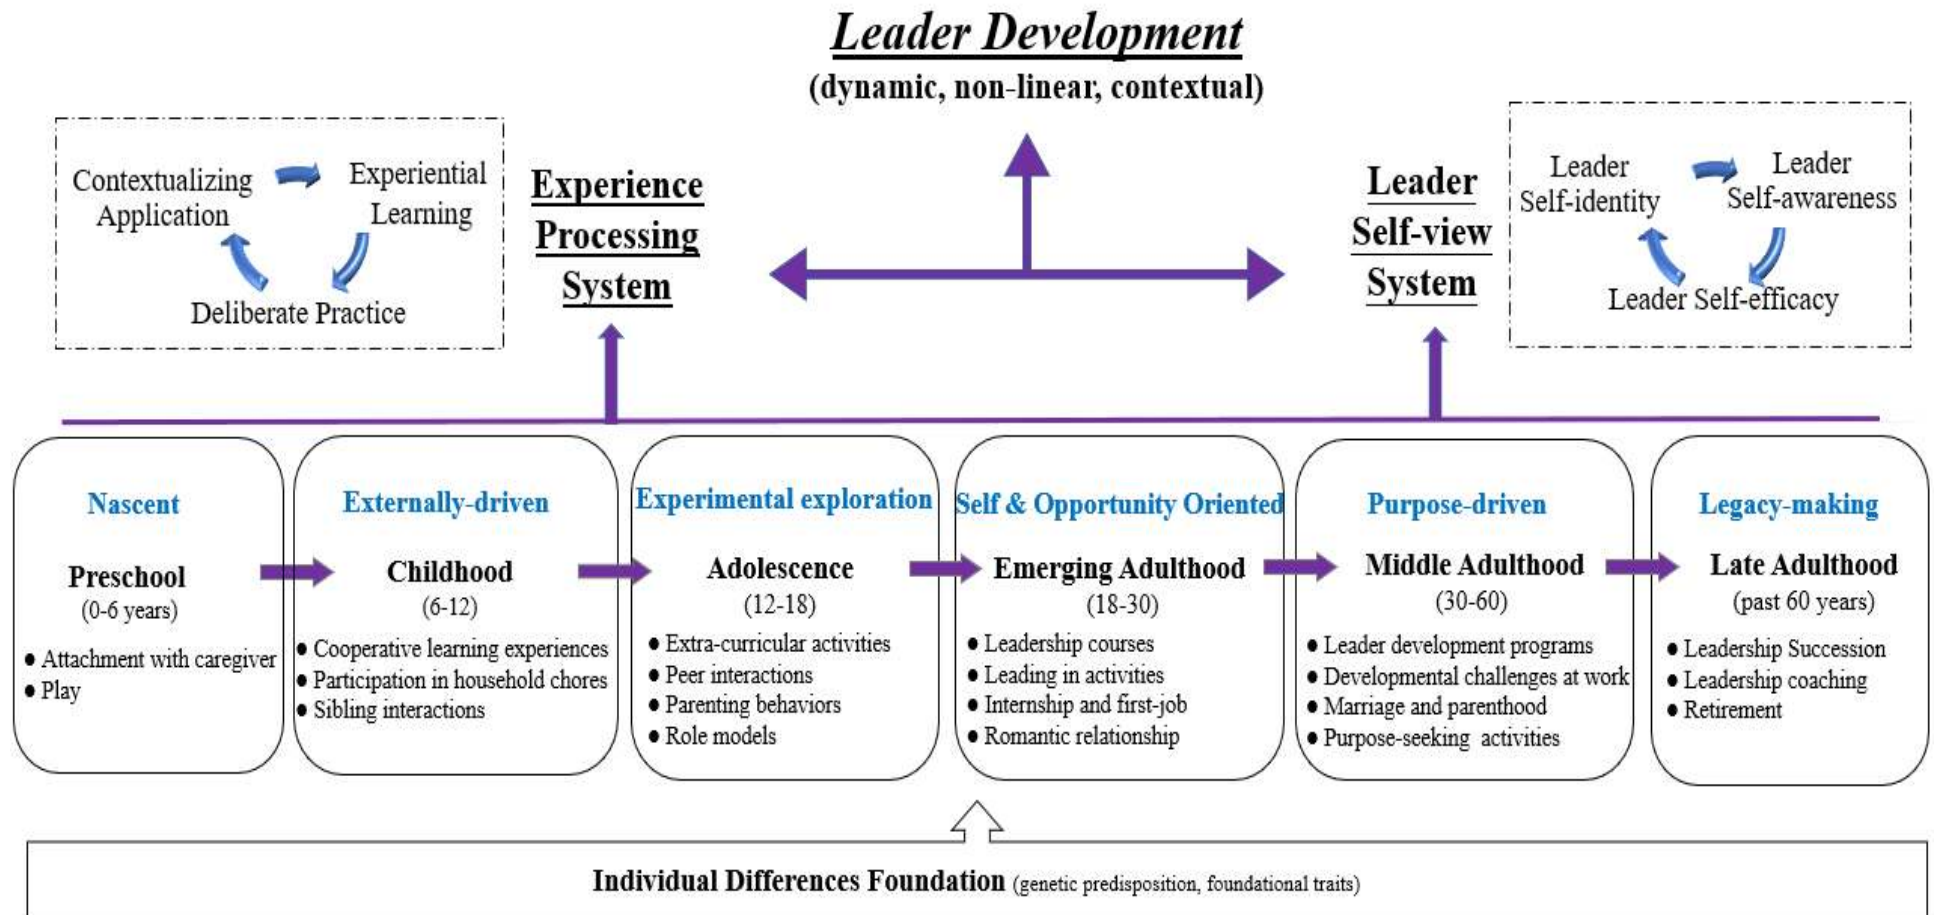 Leader Development
(dynamic, non-linear, contextual)
Contextualizing
Application
Experiential
Learning
Deliberate Practice
Experience
Processing
System
Leader
Self-view
System
Leader
Self-identity
Leader
Self-awareness
Leader Self-efficacy
Nascent
Preschool
(0-6 years)
● Attachment with caregiver
● Play
Externally-driven
Childhood
(6-12)
● Cooperative learning experiences
● Participation in household chores
● Sibling interactions
Experimental exploration
Adolescence
(12-18)
● Extra-curricular activities
● Peer interactions
● Parenting behaviors
● Role models
Self & Opportunity Oriented
Emerging Adulthood
(18-30)
● Leadership courses
● Leading in activities
● Internship and first-job
● Romantic relationship
Purpose-driven
Middle Adulthood
(30-60)
● Leader development programs
● Developmental challenges at work
● Marriage and parenthood
● Purpose-seeking activities
Legacy-making
Late Adulthood
(past 60 years)
● Leadership Succession
● Leadership coaching
● Retirement
Individual Differences Foundation (genetic predisposition, foundational traits)